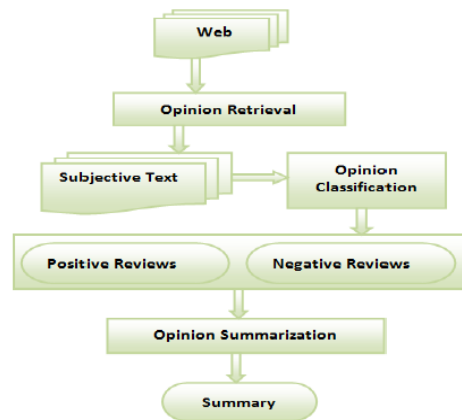 Web
Opinion Retrieval
Subjective Text
Opinion
Classification
Positive Reviews
Negative Reviews
Opinion Summarization
Summary